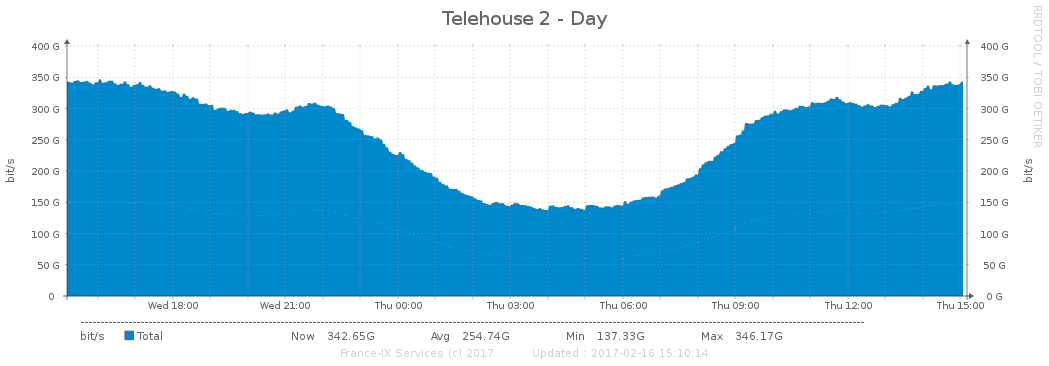 Telehouse 2 - Day
RRDTOOL / TOBI OETIKER
400 G 400 G
350 G 350 G
300 G 300 G
250 G 250 G
200 G 200 G
150 G 150 G
100 G 100 G
50 G 50 G
0 0 G
bit/s bit/s
Wed 18:00 Wed 21:00 Thu 00:00 Thu 03:00 Thu 06:00 Thu 09:00 Thu 12:00 Thu 15:00
bit/s Total Now 342.65G Avg 254.74G Min 137.33G Max 346.17G
France-IX Services (c) 2017 Updated : 2017-02-16 15:10:14